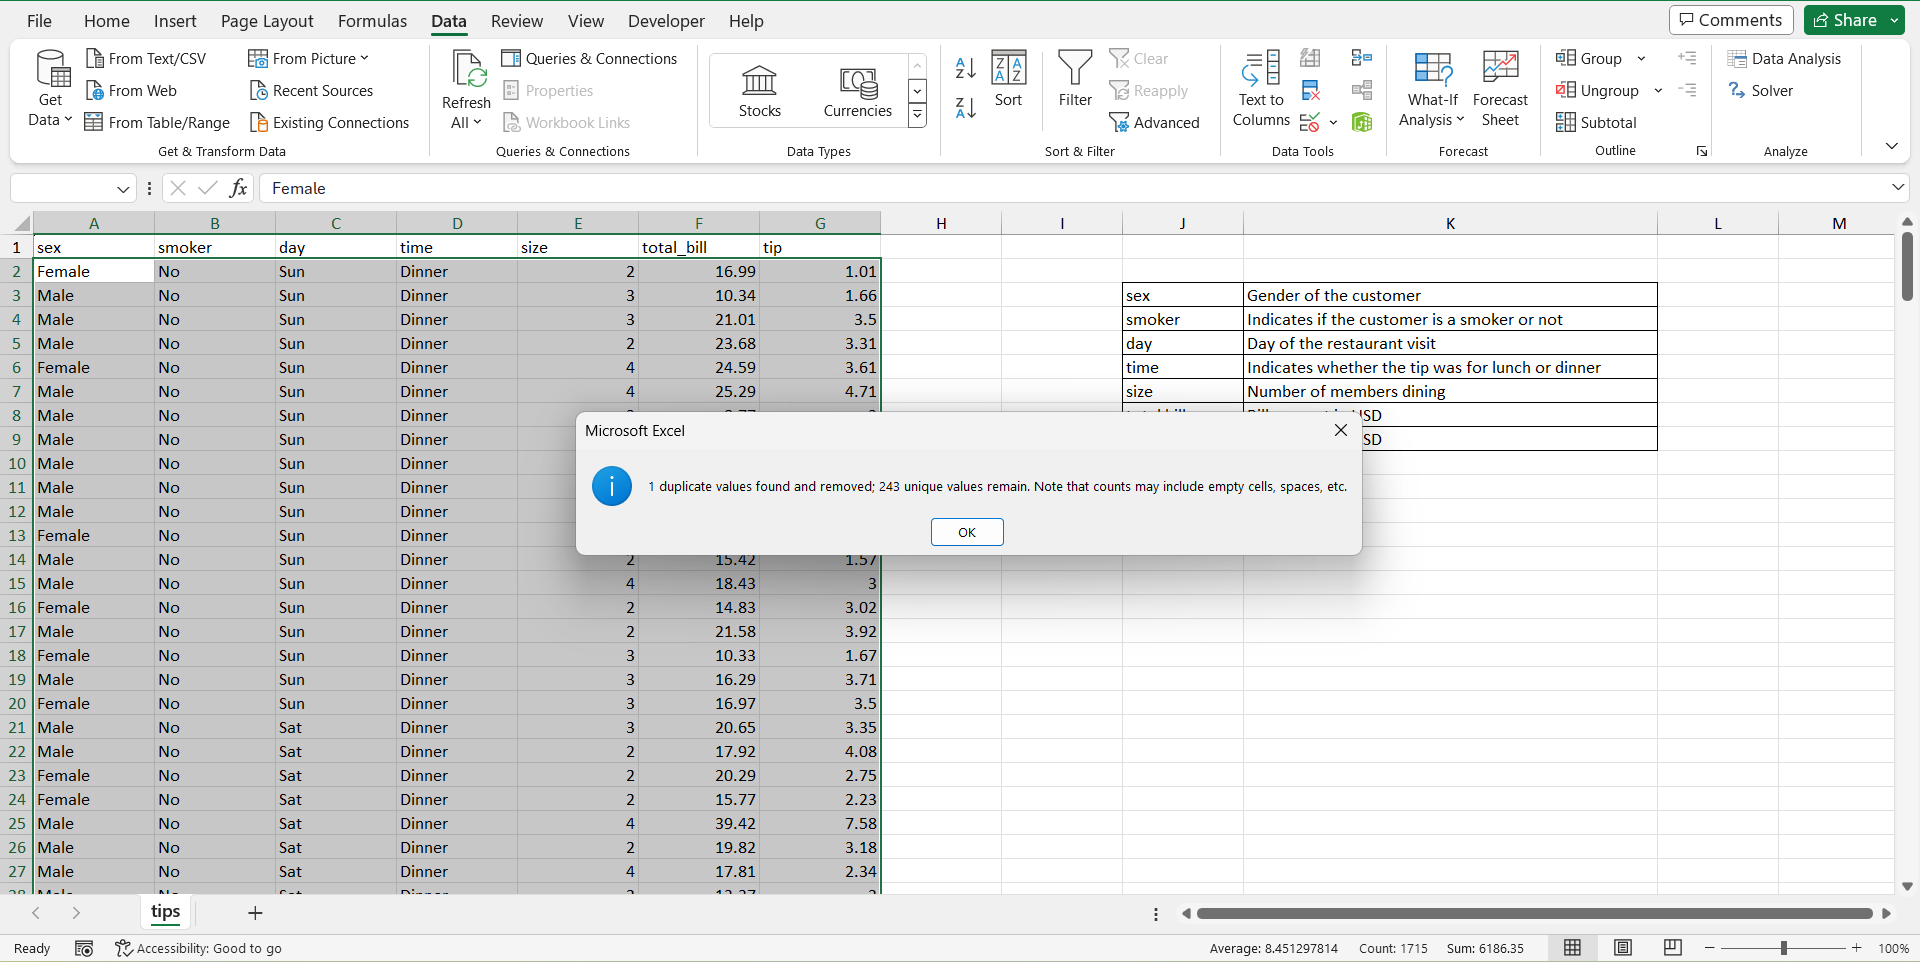 File Home Insert Page Layout Formulas Data Review View Developer Help Comments Share
Get Data
From Text/CSV
From Web
From Table/Range
From Picture
Recent Sources
Existing Connections
Get & Transform Data
Refresh All
Queries & Connections
Properties
Workbook Links
Queries & Connections
Stocks Currencies
Data Types
Sort
Filter
Clear
Reapply
Advanced
Sort & Filter
Text to Columns
Data Tools
What-If Analysis
Forecast Sheet
Forecast
Group
Ungroup
Subtotal
Outline
Data Analysis
Solver
Analyze
fx Female
A B C D E F G H I J K L M
1 sex smoker day time size total_bill tip
2 Female No Sun Dinner 2 16.99 1.01
3 Male No Sun Dinner 3 10.34 1.66 sex Gender of the customer
4 Male No Sun Dinner 3 21.01 3.5 smoker Indicates if the customer is a smoker or not
5 Male No Sun Dinner 2 23.68 3.31 day Day of the restaurant visit
6 Female No Sun Dinner 4 24.59 3.61 time Indicates whether the tip was for lunch or dinner
7 Male No Sun Dinner 4 25.29 4.71 size Number of members dining
8 Male No Sun Dinner
9 Male No Sun Dinner
10 Male No Sun Dinner
11 Male No Sun Dinner
12 Male No Sun Dinner
13 Female No Sun Dinner
Microsoft Excel
1 duplicate values found and removed; 243 unique values remain. Note that counts may include empty cells, spaces, etc.
OK
14 Male No Sun Dinner 2 15.42 1.57
15 Male No Sun Dinner 4 18.43 3
16 Female No Sun Dinner 2 14.83 3.02
17 Male No Sun Dinner 2 21.58 3.92
18 Female No Sun Dinner 3 10.33 1.67
19 Male No Sun Dinner 3 16.29 3.71
20 Female No Sun Dinner 3 16.97 3.5
21 Male No Sat Dinner 3 20.65 3.35
22 Male No Sat Dinner 2 17.92 4.08
23 Female No Sat Dinner 2 20.29 2.75
24 Female No Sat Dinner 2 15.77 2.23
25 Male No Sat Dinner 4 39.42 7.58
26 Male No Sat Dinner 2 19.82 3.18
27 Male No Sat Dinner 4 17.81 2.34
tips
Ready Accessibility: Good to go Average: 8.451297814 Count: 1715 Sum: 6186.35 100%